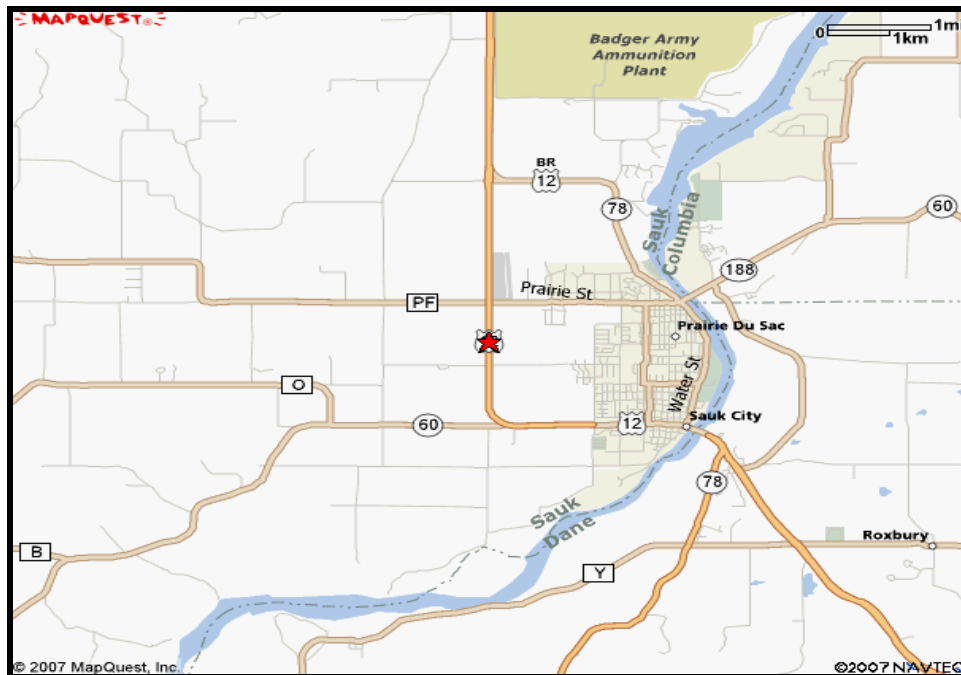 MAPQUEST®
Badger Army
Ammunition
Plant
0
1mi
1km
BR
12
78
60
Sauk
Columbia
188
PF
Prairie St
Prairie Du Sac
O
Water St
Sauk City
60
12
78
Sauk
Dane
Roxbury
B
Y
© 2007 MapQuest, Inc.
©2007 NAVTEQ